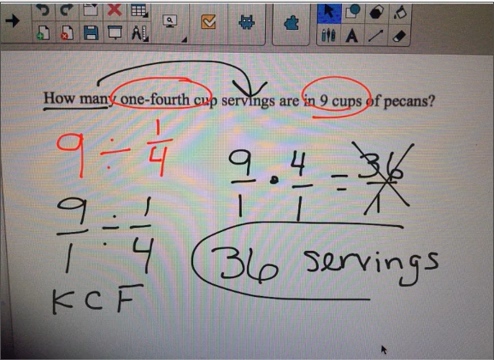 How many one-fourth cup servings are in 9 cups of pecans?
9 ÷ 1/4
9/1 ÷ 1/4
K C F
9/1 • 4/1 = 36/1
36 servings